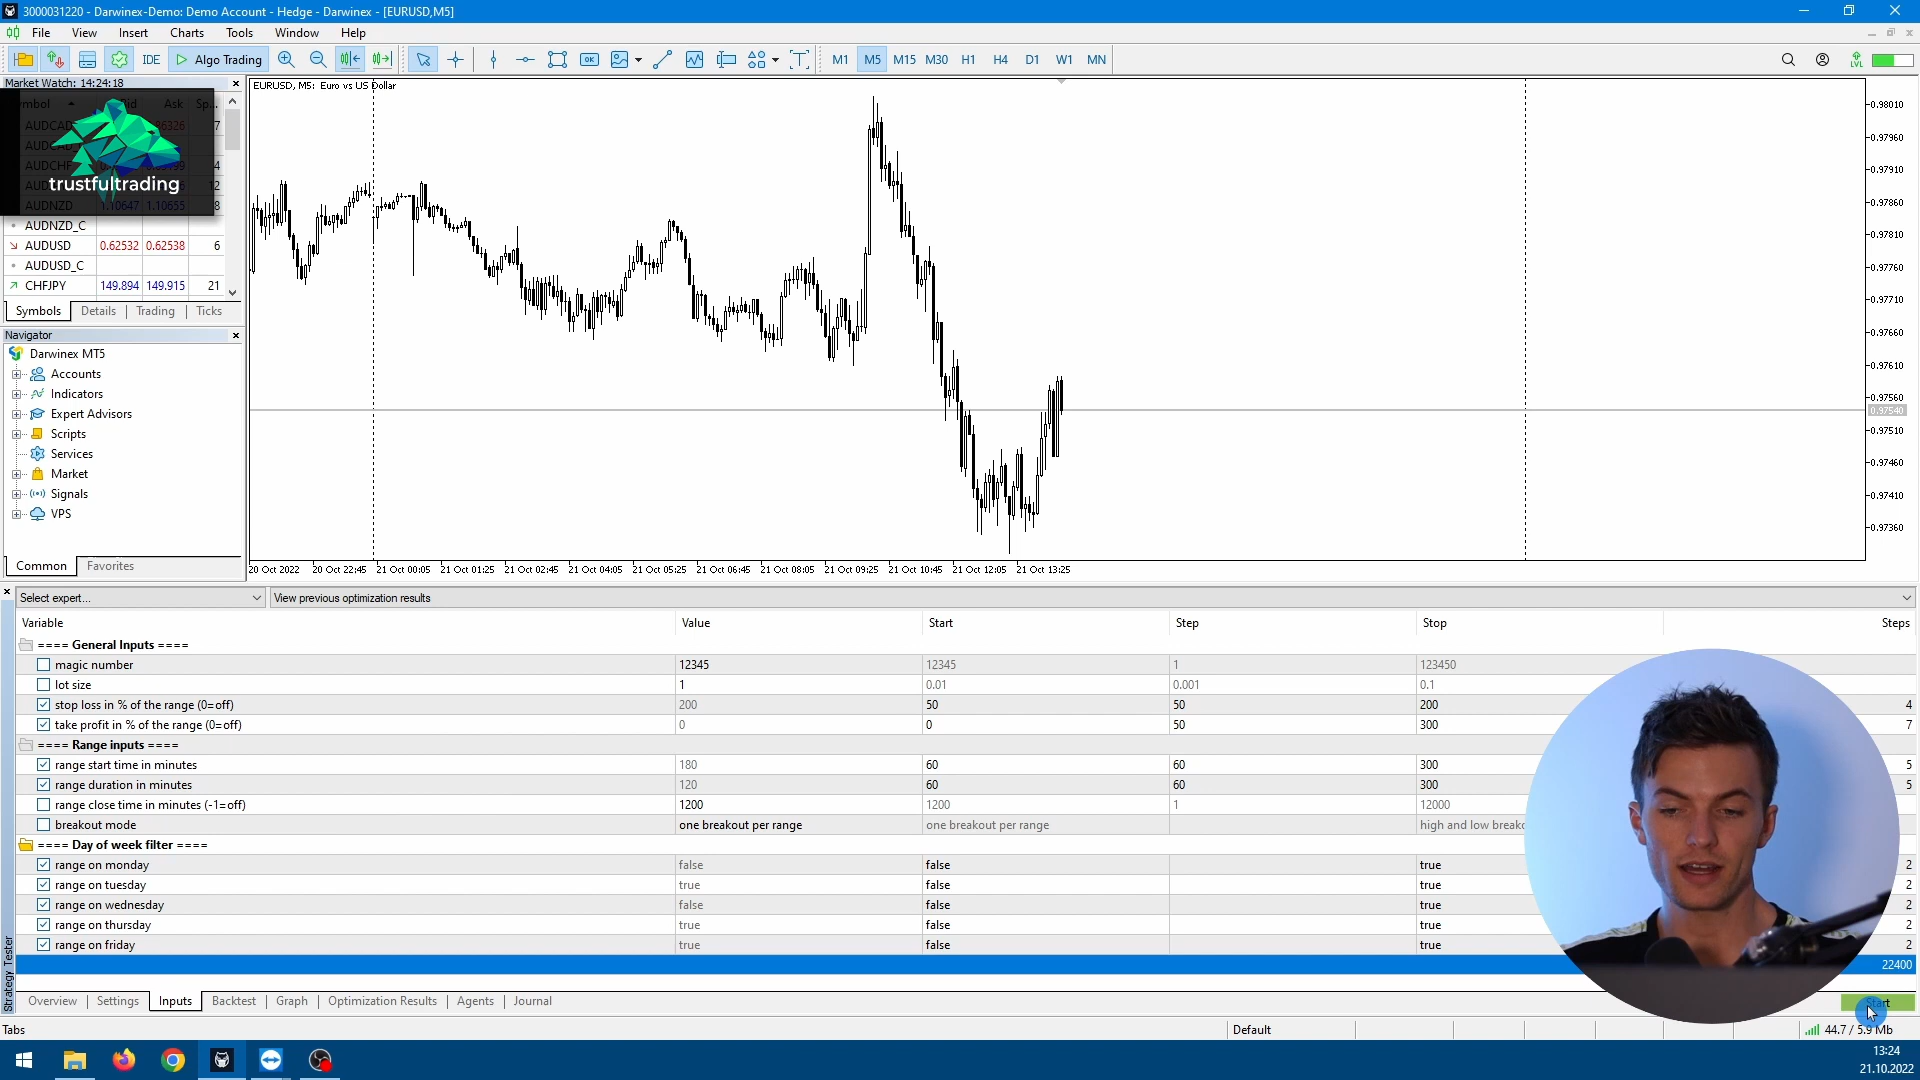 3000031220 - Darwinex-Demo: Demo Account - Hedge - Darwinex - [EURUSD,M5]
File View Insert Charts Tools Window Help
IDE Algo Trading M1 M5 M15 M30 H1 H4 D1 W1 MN
Market Watch: 14:24:18
trustfultrading
AUDNZD 1.10647 1.10655 8
AUDNZD_C
AUDUSD 0.62532 0.62538 6
AUDUSD_C
CHFJPY 149.894 149.915 21
Symbols Details Trading Ticks
Navigator
Darwinex MT5
Accounts
Indicators
Expert Advisors
Scripts
Services
Market
Signals
VPS
Common Favorites
EURUSD, M5: Euro vs US Dollar
0.98010
0.97960
0.97910
0.97860
0.97810
0.97760
0.97710
0.97660
0.97610
0.97560
0.97540
0.97510
0.97460
0.97410
0.97360
20 Oct 2022 20 Oct 22:45 21 Oct 00:05 21 Oct 01:25 21 Oct 02:45 21 Oct 04:05 21 Oct 05:25 21 Oct 06:45 21 Oct 08:05 21 Oct 09:25 21 Oct 10:45 21 Oct 12:05 21 Oct 13:25
Select expert... View previous optimization results
Variable Value Start Step Stop Steps
==== General Inputs ====
magic number 12345 12345 1 123450
lot size 1 0.01 0.001 0.1
stop loss in % of the range (0=off) 200 50 50 200 4
take profit in % of the range (0=off) 0 0 50 300 7
==== Range inputs ====
range start time in minutes 180 60 60 300 5
range duration in minutes 120 60 60 300 5
range close time in minutes (-1=off) 1200 1200 1 12000
breakout mode one breakout per range one breakout per range high and low breako
==== Day of week filter ====
range on monday false false true 2
range on tuesday true false true 2
range on wednesday false false true 2
range on thursday true false true 2
range on friday true false true 2
22400
Strategy Tester
Overview Settings Inputs Backtest Graph Optimization Results Agents Journal Start
Tabs Default 44.7 / 5.9 Mb
13:24
21.10.2022